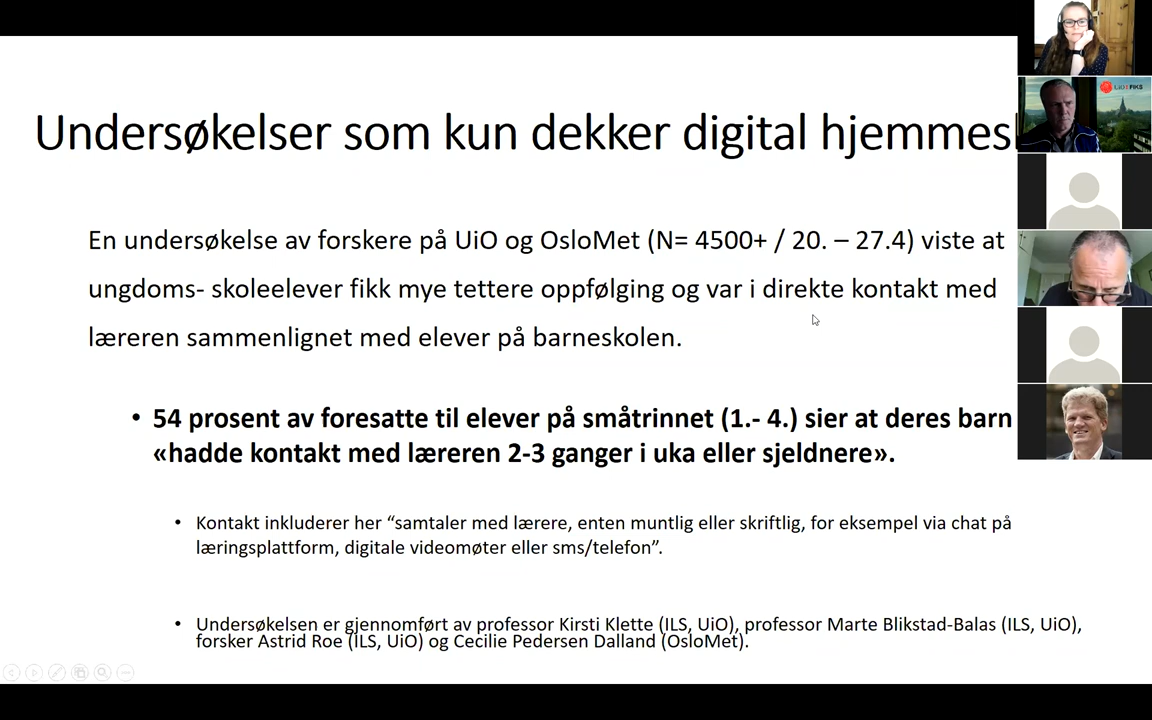 Undersøkelser som kun dekker digital hjemmes
En undersøkelse av forskere på UiO og OsloMet (N= 4500+ / 20. – 27.4) viste at
ungdoms- skoleelever fikk mye tettere oppfølging og var i direkte kontakt med
læreren sammenlignet med elever på barneskolen.
• 54 prosent av foresatte til elever på småtrinnet (1.- 4.) sier at deres barn
«hadde kontakt med læreren 2-3 ganger i uka eller sjeldnere».
• Kontakt inkluderer her “samtaler med lærere, enten muntlig eller skriftlig, for eksempel via chat på
læringsplattform, digitale videomøter eller sms/telefon”.
• Undersøkelsen er gjennomført av professor Kirsti Klette (ILS, UiO), professor Marte Blikstad-Balas (ILS, UiO),
forsker Astrid Roe (ILS, UiO) og Cecilie Pedersen Dalland (OsloMet).
FIKS